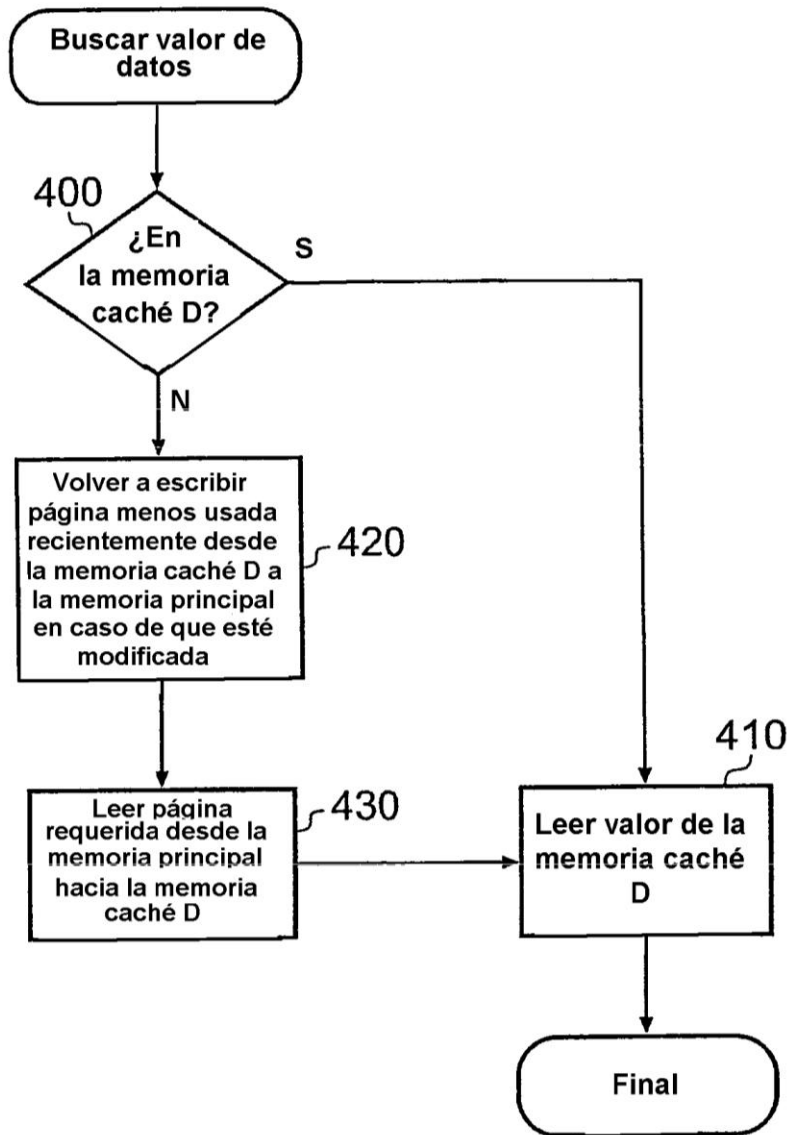 Buscar valor de
datos
400
¿En
la memoria
caché D?
S
N
Volver a escribir
página menos usada
recientemente desde
la memoria caché D a
la memoria principal
en caso de que esté
modificada
420
Leer página
requerida desde la
memoria principal
hacia la memoria
caché D
430
410
Leer valor de la
memoria caché
D
Final